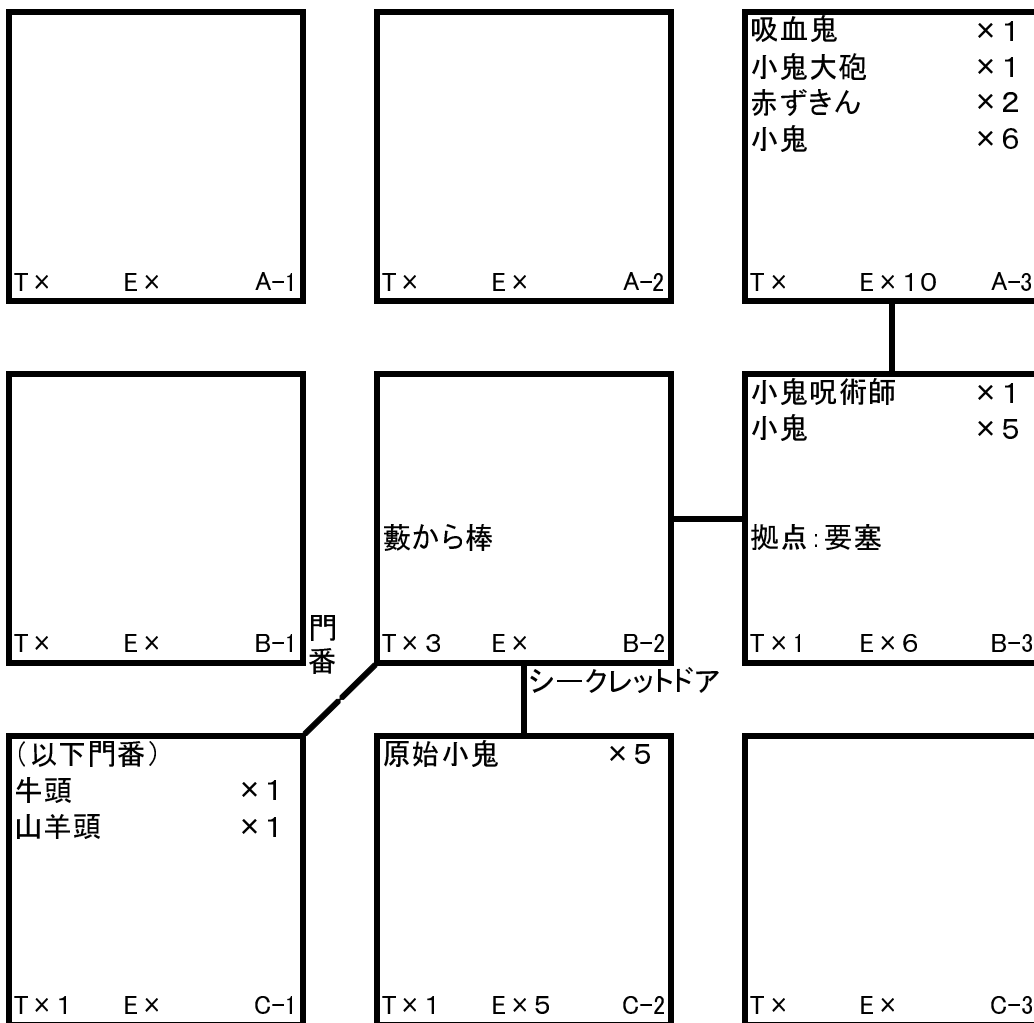 吸血鬼 ×1
小鬼大砲 ×1
赤ずきん ×2
小鬼 ×6
T× E× A-1
T× E× A-2
T× E×10 A-3
小鬼呪術師 ×1
小鬼 ×5
藪から棒
拠点:要塞
T× E× B-1
門番
T×3 E× B-2
T×1 E×6 B-3
シークレットドア
(以下門番)
牛頭 ×1
山羊頭 ×1
原始小鬼 ×5
T×1 E× C-1
T×1 E×5 C-2
T× E× C-3